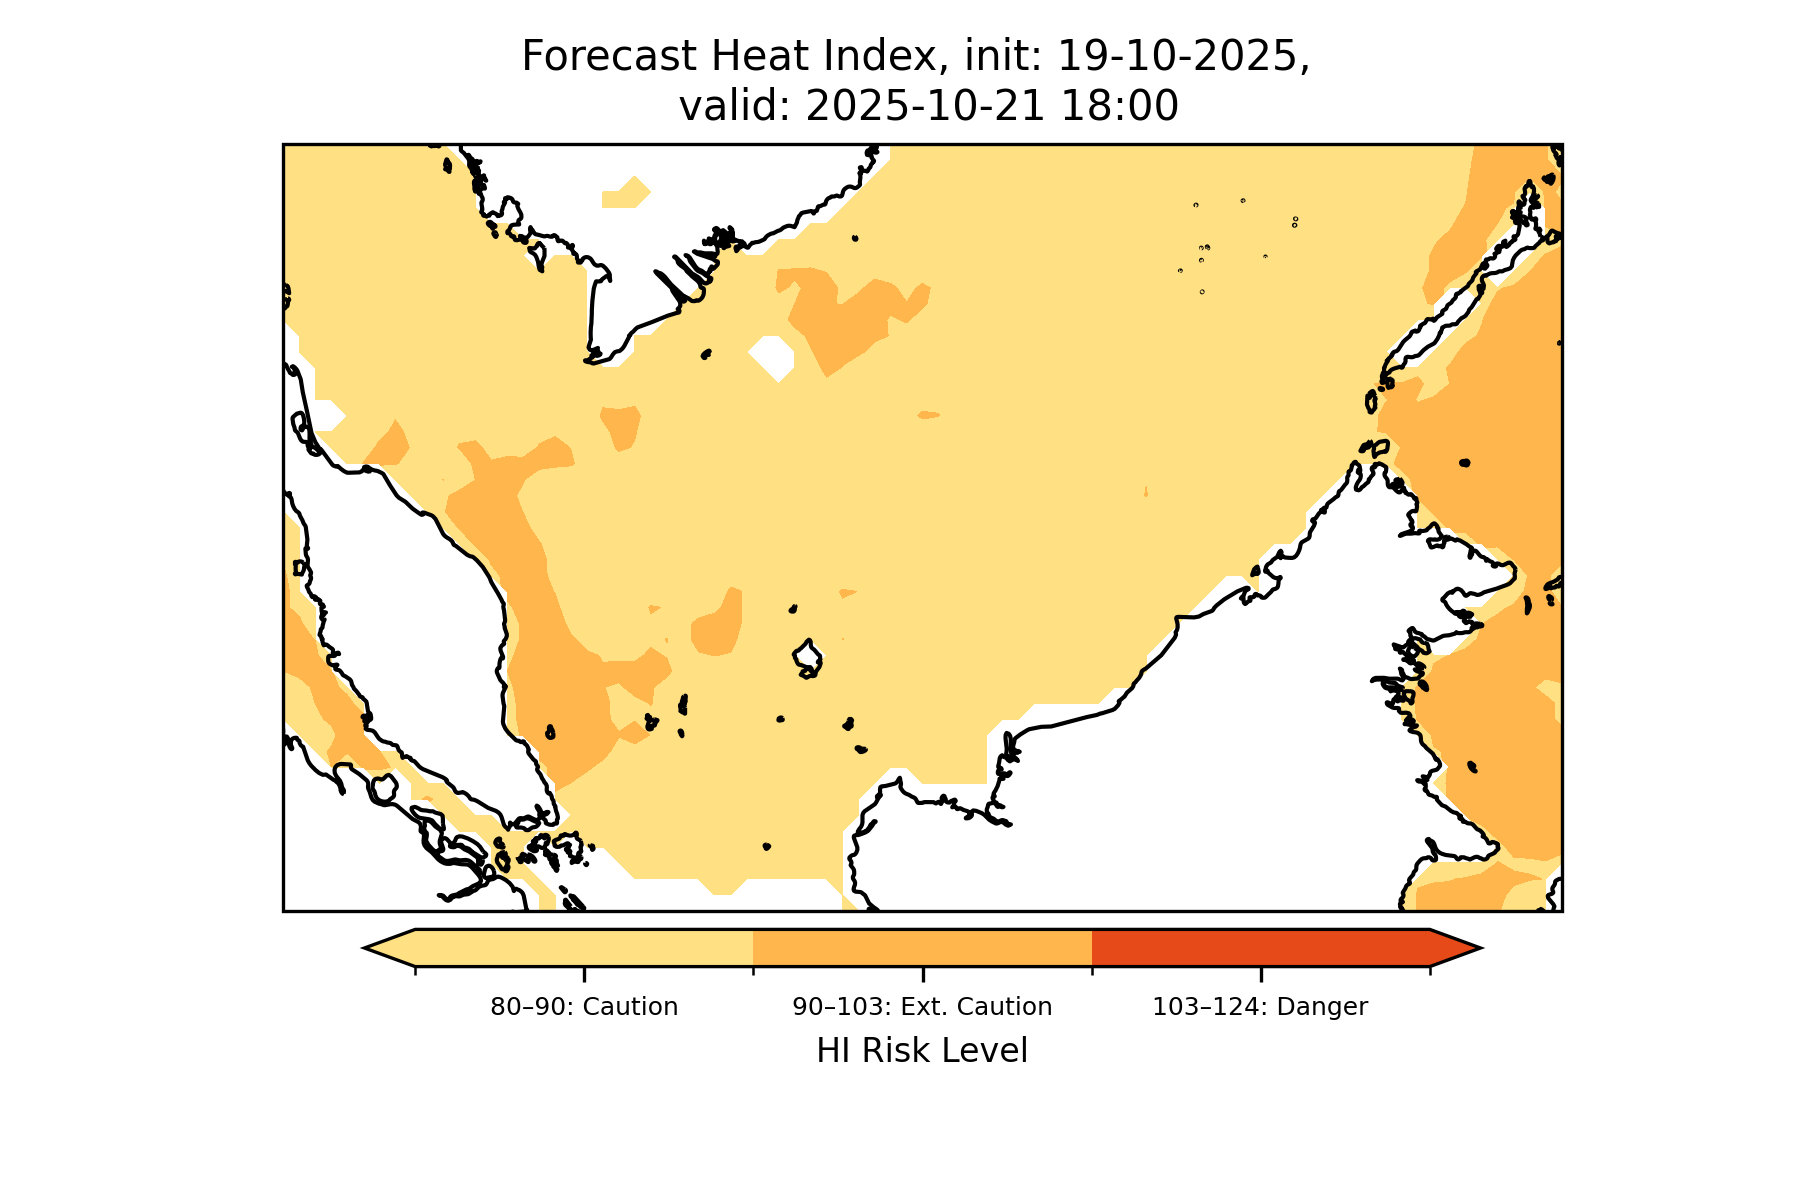 Forecast Heat Index, init: 19-10-2025,
valid: 2025-10-21 18:00
80–90: Caution
90–103: Ext. Caution
103–124: Danger
HI Risk Level